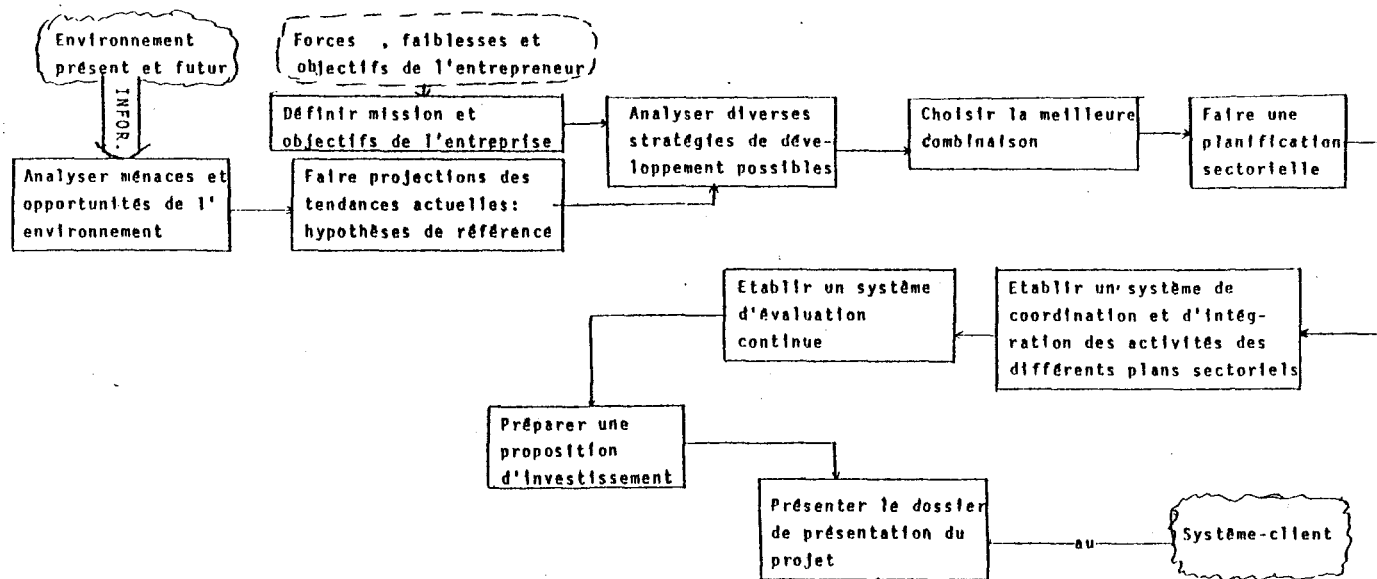 Environnement
présent et futur
INFOR.
Forces , faiblesses et
objectifs de l'entrepreneur
Définir mission et
objectifs de l'entreprise
Analyser ménaces et
opportunités de l'
environnement
Faire projections des
tendances actuelles:
hypothèses de référence
Analyser diverses
stratégies de déve-
loppement possibles
Choisir la meilleure
combinaison
Faire une
planification
sectorielle
Etablir un système
d'évaluation
continue
Etablir un système de
coordination et d'intég-
ration des activités des
différents plans sectoriels
Préparer une
proposition
d'investissement
Présenter le dossier
de présentation du
projet
au
Système-client